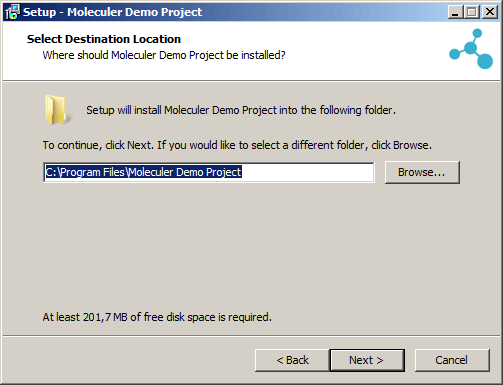 Setup - Moleculer Demo Project
Select Destination Location
Where should Moleculer Demo Project be installed?
Setup will install Moleculer Demo Project into the following folder.
To continue, click Next. If you would like to select a different folder, click Browse.
C:\Program Files\Moleculer Demo Project
Browse...
At least 201,7 MB of free disk space is required.
< Back
Next >
Cancel